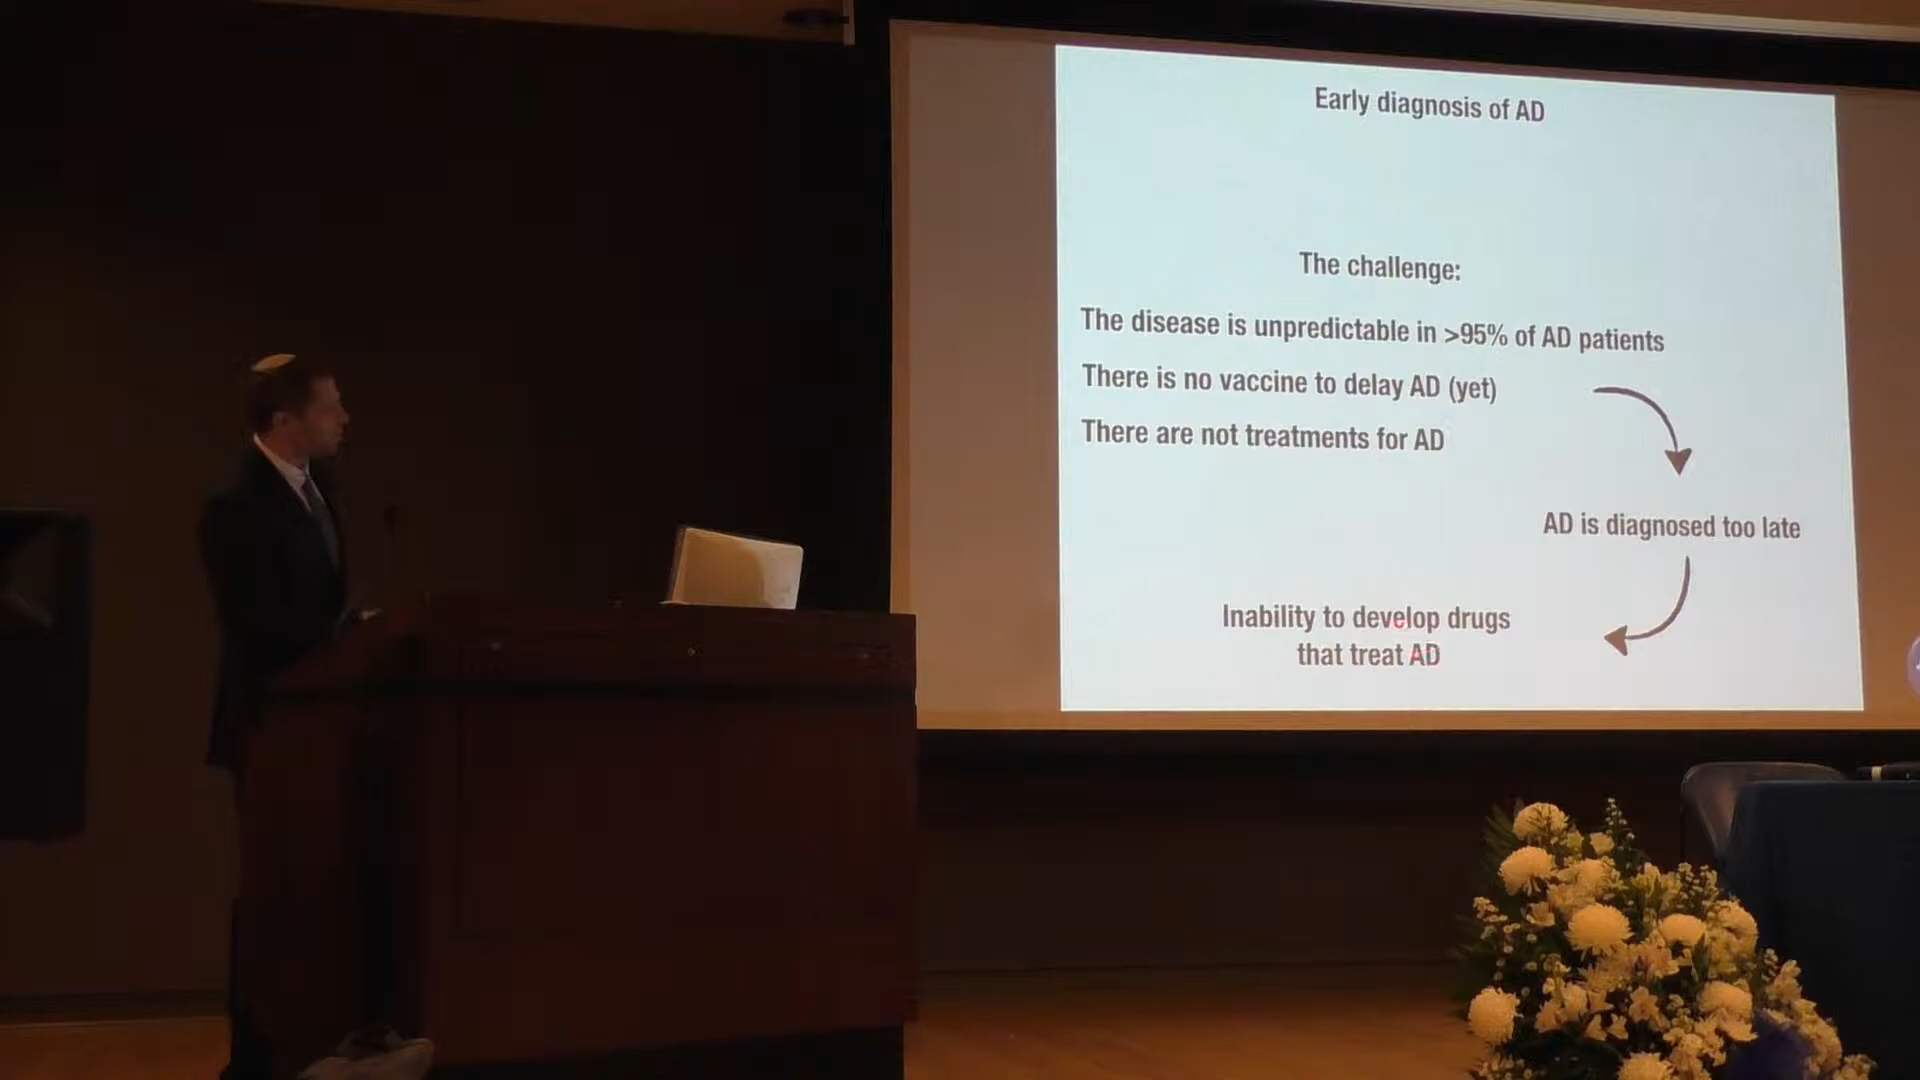 Early diagnosis of AD
The challenge:
The disease is unpredictable in >95% of AD patients
There is no vaccine to delay AD (yet)
There are not treatments for AD
AD is diagnosed too late
Inability to develop drugs
that treat AD